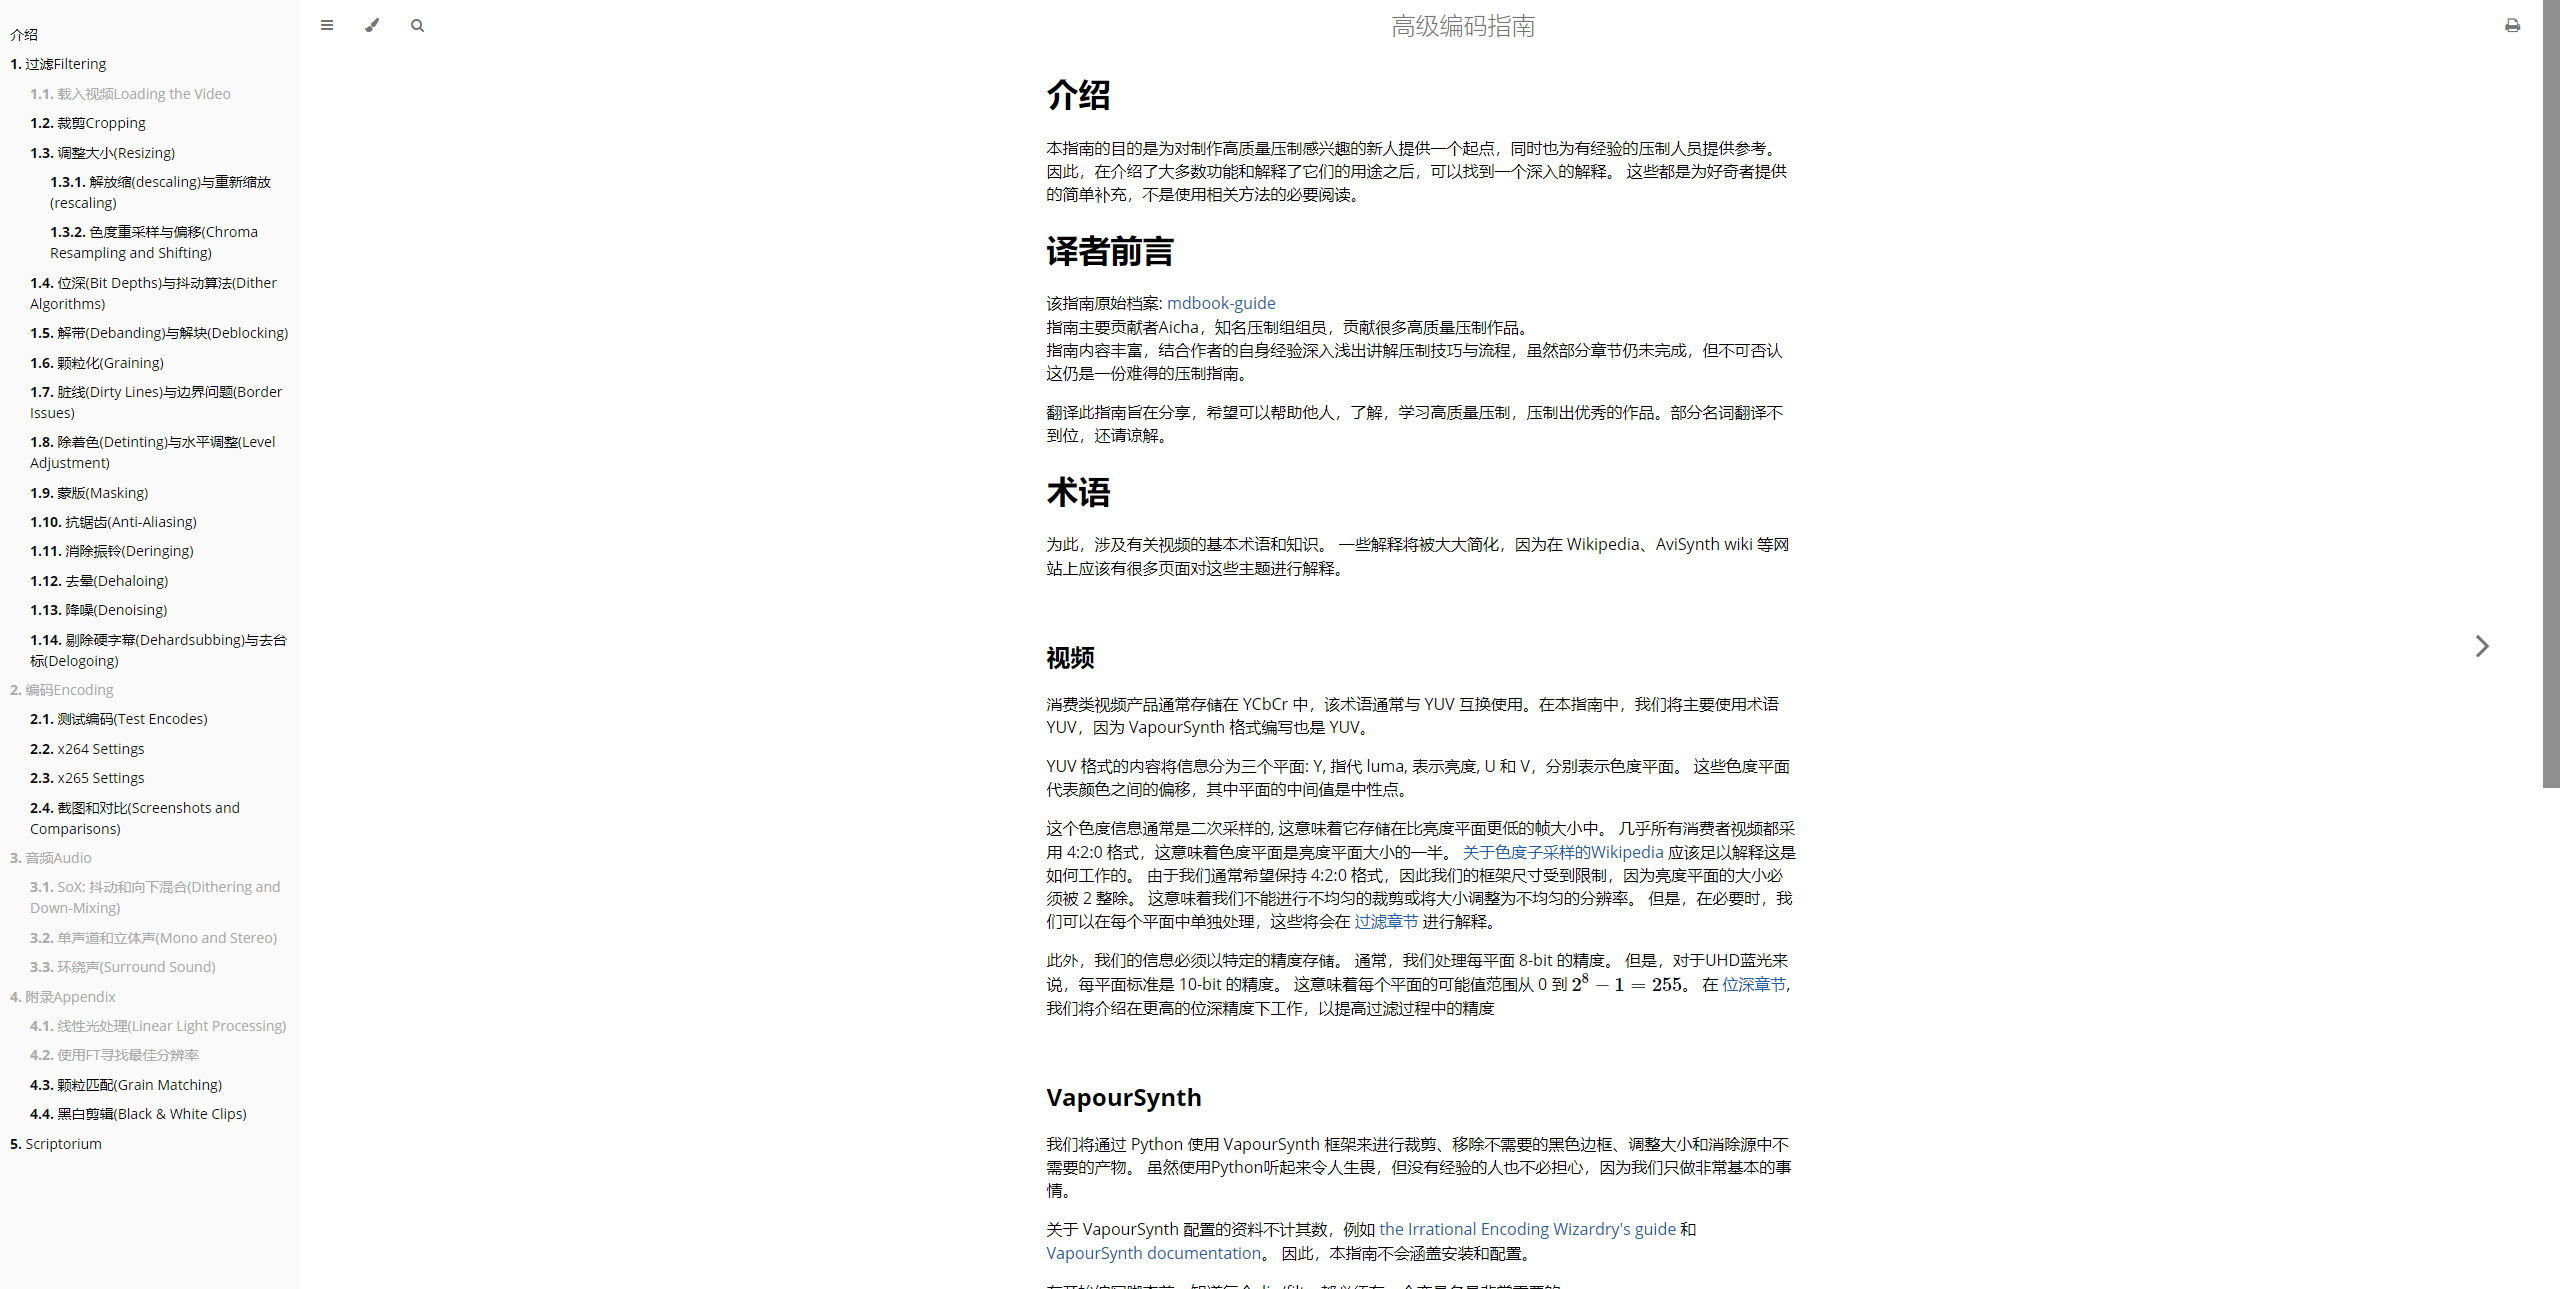 介绍
1. 过滤Filtering
1.1. 载入视频Loading the Video
1.2. 裁剪Cropping
1.3. 调整大小(Resizing)
1.3.1. 解放缩(descaling)与重新缩放
(rescaling)
1.3.2. 色度重采样与偏移(Chroma
Resampling and Shifting)
1.4. 位深(Bit Depths)与抖动算法(Dither
Algorithms)
1.5. 解带(Debanding)与解块(Deblocking)
1.6. 颗粒化(Graining)
1.7. 脏线(Dirty Lines)与边界问题(Border
Issues)
1.8. 除着色(Detinting)与水平调整(Level
Adjustment)
1.9. 蒙版(Masking)
1.10. 抗锯齿(Anti-Aliasing)
1.11. 消除振铃(Deringing)
1.12. 去晕(Dehaloing)
1.13. 降噪(Denoising)
1.14. 剔除硬字幕(Dehardsubbing)与去台
标(Delogoing)
2. 编码Encoding
2.1. 测试编码(Test Encodes)
2.2. x264 Settings
2.3. x265 Settings
2.4. 截图和对比(Screenshots and
Comparisons)
3. 音频Audio
3.1. SoX: 抖动和向下混合(Dithering and
Down-Mixing)
3.2. 单声道和立体声(Mono and Stereo)
3.3. 环绕声(Surround Sound)
4. 附录Appendix
4.1. 线性光处理(Linear Light Processing)
4.2. 使用FT寻找最佳分辨率
4.3. 颗粒匹配(Grain Matching)
4.4. 黑白剪辑(Black & White Clips)
5. Scriptorium
高级编码指南
介绍
本指南的目的是为对制作高质量压制感兴趣的新人提供一个起点，同时也为有经验的压制人员提供参考。
因此，在介绍了大多数功能和解释了它们的用途之后，可以找到一个深入的解释。 这些都是为好奇者提供
的简单补充，不是使用相关方法的必要阅读。
译者前言
该指南原始档案: mdbook-guide
指南主要贡献者Aicha，知名压制组组员，贡献很多高质量压制作品。
指南内容丰富，结合作者的自身经验深入浅出讲解压制技巧与流程，虽然部分章节仍未完成，但不可否认
这仍是一份难得的压制指南。
翻译此指南旨在分享，希望可以帮助他人，了解，学习高质量压制，压制出优秀的作品。部分名词翻译不
到位，还请谅解。
术语
为此，涉及有关视频的基本术语和知识。 一些解释将被大大简化，因为在 Wikipedia、AviSynth wiki 等网
站上应该有很多页面对这些主题进行解释。
视频
消费类视频产品通常存储在 YCbCr 中，该术语通常与 YUV 互换使用。在本指南中，我们将主要使用术语
YUV，因为 VapourSynth 格式编写也是 YUV。
YUV 格式的内容将信息分为三个平面: Y, 指代 luma, 表示亮度, U 和 V，分别表示色度平面。 这些色度平面
代表颜色之间的偏移，其中平面的中间值是中性点。
这个色度信息通常是二次采样的, 这意味着它存储在比亮度平面更低的帧大小中。 几乎所有消费者视频都采
用 4:2:0 格式，这意味着色度平面是亮度平面大小的一半。 关于色度子采样的Wikipedia 应该足以解释这是
如何工作的。 由于我们通常希望保持 4:2:0 格式，因此我们的框架尺寸受到限制，因为亮度平面的大小必
须被 2 整除。 这意味着我们不能进行不均匀的裁剪或将大小调整为不均匀的分辨率。 但是，在必要时，我
们可以在每个平面中单独处理，这些将会在 过滤章节 进行解释。
此外，我们的信息必须以特定的精度存储。 通常，我们处理每平面 8-bit 的精度。 但是，对于UHD蓝光来
说，每平面标准是 10-bit 的精度。 这意味着每个平面的可能值范围从 0 到 2⁸ − 1 = 255。 在 位深章节,
我们将介绍在更高的位深精度下工作，以提高过滤过程中的精度
VapourSynth
我们将通过 Python 使用 VapourSynth 框架来进行裁剪、移除不需要的黑色边框、调整大小和消除源中不
需要的产物。 虽然使用Python听起来令人生畏，但没有经验的人也不必担心，因为我们只做非常基本的事
情。
关于 VapourSynth 配置的资料不计其数，例如 the Irrational Encoding Wizardry's guide 和
VapourSynth documentation。 因此，本指南不会涵盖安装和配置。